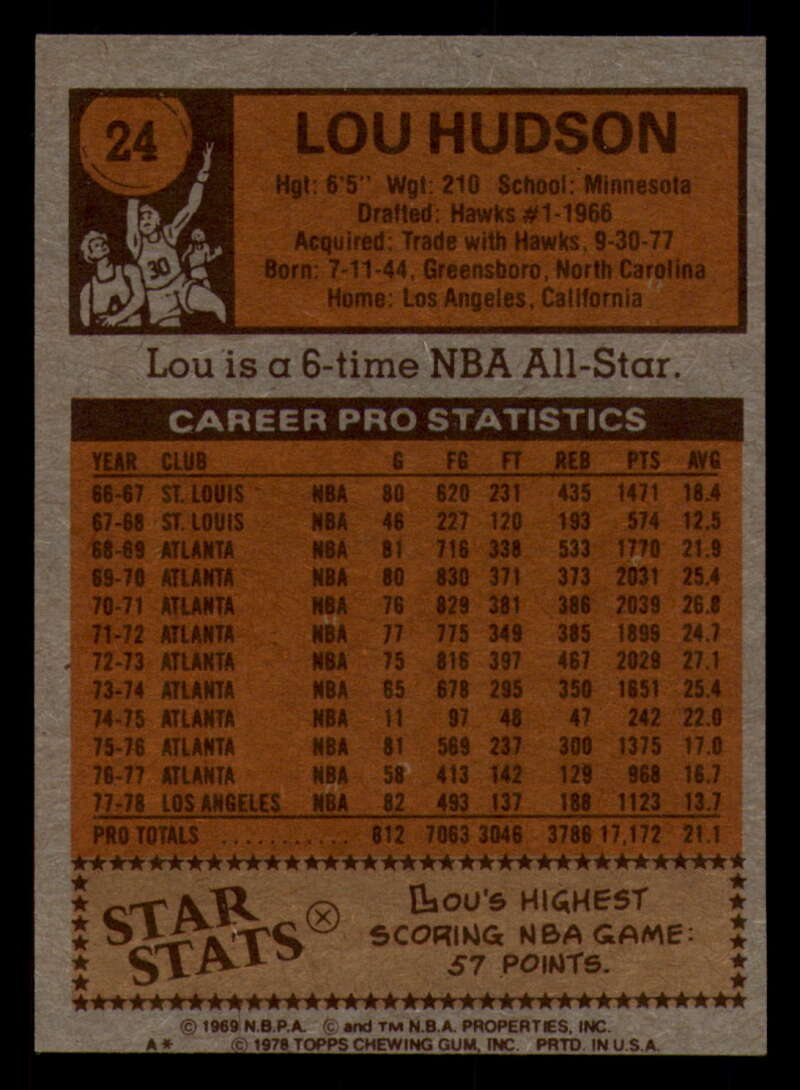 24
LOU HUDSON
Hgt: 6'5" Wgt: 210 School: Minnesota
Drafted: Hawks #1-1966
Acquired: Trade with Hawks, 9-30-77
Born: 7-11-44, Greensboro, North Carolina
Home: Los Angeles, California
30
Lou is a 6-time NBA All-Star.
CAREER PRO STATISTICS
YEAR CLUB G FG FT REB PTS AVG
66-67 ST. LOUIS NBA 80 620 231 435 1471 18.4
67-68 ST. LOUIS NBA 46 227 120 193 574 12.5
68-69 ATLANTA NBA 81 716 338 533 1770 21.9
69-70 ATLANTA NBA 80 830 371 373 2031 25.4
70-71 ATLANTA NBA 76 829 381 386 2039 26.8
71-72 ATLANTA NBA 77 775 349 385 1899 24.7
72-73 ATLANTA NBA 75 816 397 467 2029 27.1
73-74 ATLANTA NBA 65 678 295 350 1651 25.4
74-75 ATLANTA NBA 11 97 48 47 242 22.0
75-76 ATLANTA NBA 81 569 237 300 1375 17.0
76-77 ATLANTA NBA 58 413 142 129 968 16.7
77-78 LOS ANGELES NBA 82 493 137 188 1123 13.7
PRO TOTALS ............ 812 7063 3046 3786 17,172 21.1
STAR STATS
LOU'S HIGHEST
SCORING NBA GAME:
57 POINTS.
© 1969 N.B.P.A. © and TM N.B.A. PROPERTIES, INC.
A* © 1978 TOPPS CHEWING GUM, INC. PRTD. IN U.S.A.